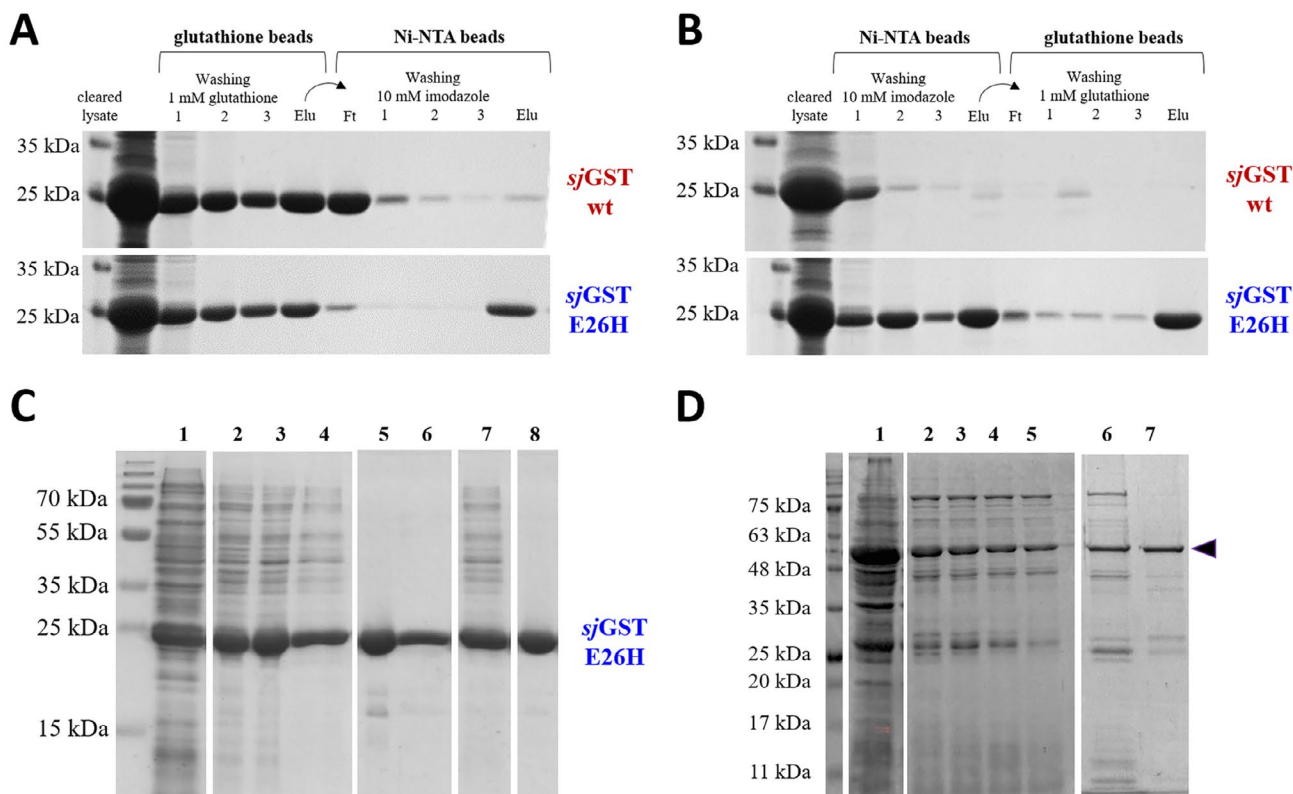 A
glutathione beads Ni-NTA beads
Washing Washing
cleared 1 mM glutathione 10 mM imodazole
lysate 1 2 3 Elu Ft 1 2 3 Elu
35 kDa
25 kDa
sjGST
wt
35 kDa
25 kDa
sjGST
E26H
B
Ni-NTA beads glutathione beads
Washing Washing
cleared 10 mM imodazole 1 mM glutathione
lysate 1 2 3 Elu Ft 1 2 3 Elu
35 kDa
25 kDa
sjGST
wt
35 kDa
25 kDa
sjGST
E26H
C
1 2 3 4 5 6 7 8
70 kDa
55 kDa
35 kDa
25 kDa
15 kDa
sjGST
E26H
D
1 2 3 4 5 6 7
75 kDa
63 kDa
48 kDa
35 kDa
25 kDa
20 kDa
17 kDa
11 kDa